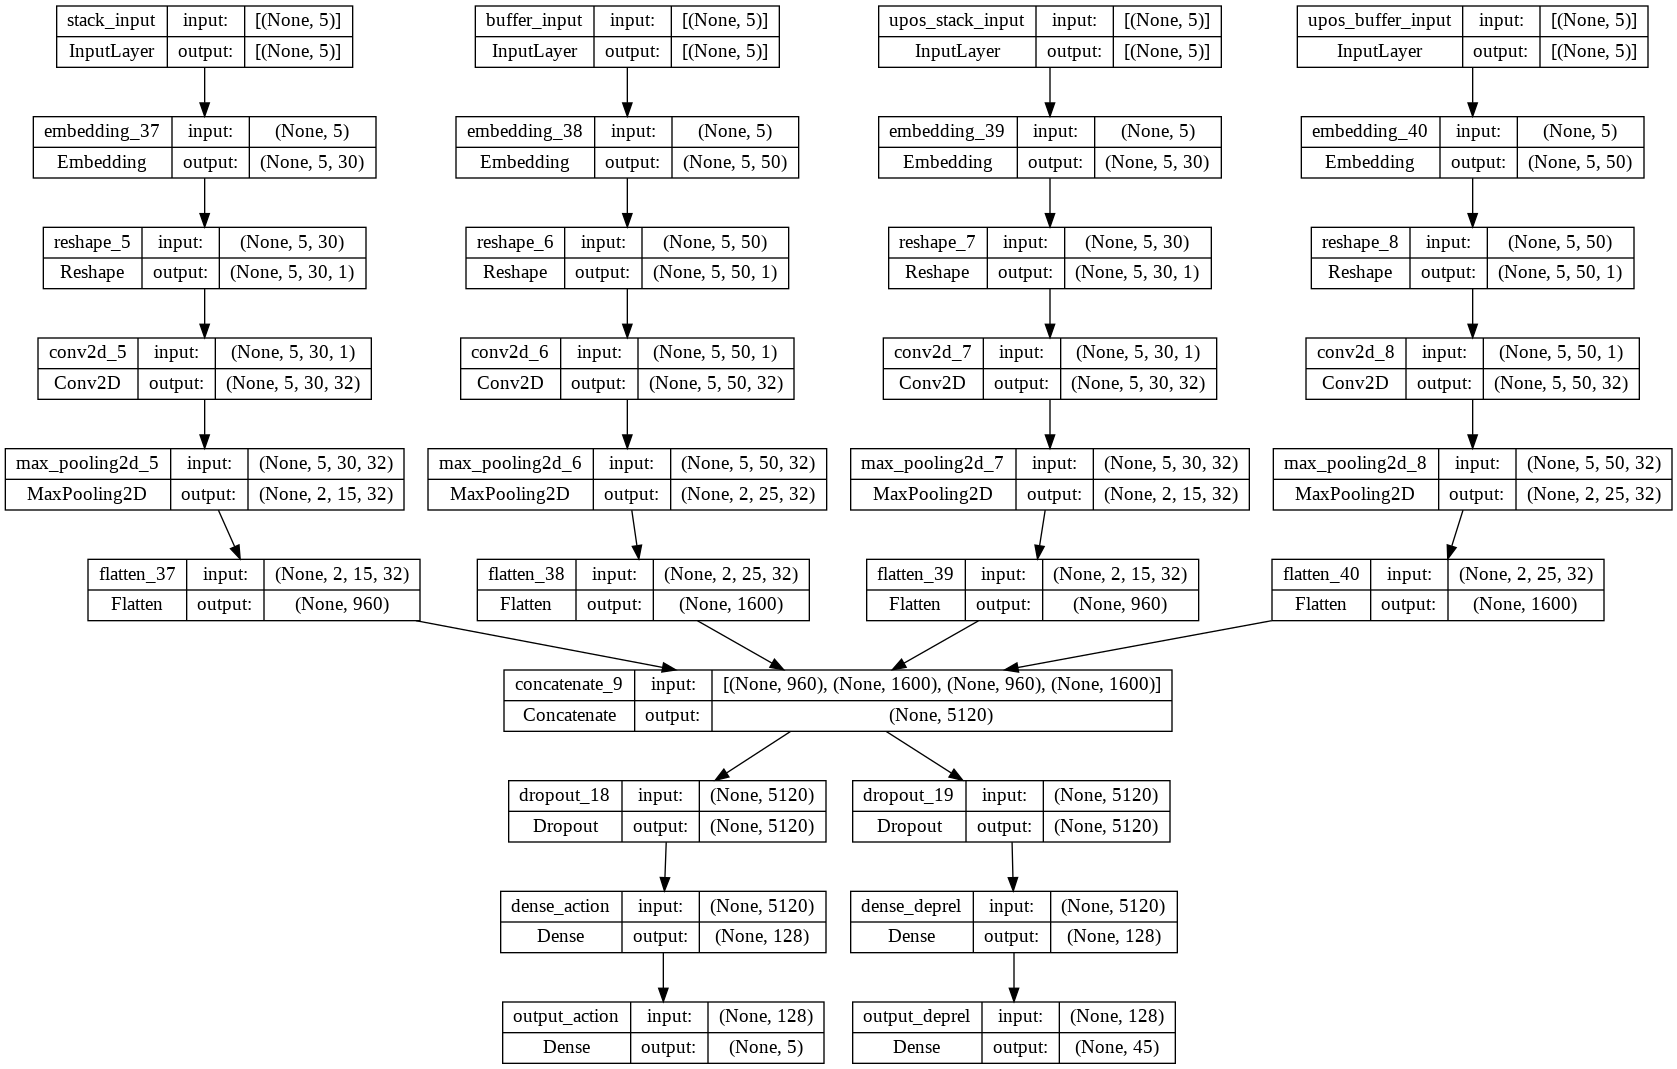 stack_input input: [(None, 5)]
InputLayer output: [(None, 5)]
buffer_input input: [(None, 5)]
InputLayer output: [(None, 5)]
upos_stack_input input: [(None, 5)]
InputLayer output: [(None, 5)]
upos_buffer_input input: [(None, 5)]
InputLayer output: [(None, 5)]
embedding_37 input: (None, 5)
Embedding output: (None, 5, 30)
embedding_38 input: (None, 5)
Embedding output: (None, 5, 50)
embedding_39 input: (None, 5)
Embedding output: (None, 5, 30)
embedding_40 input: (None, 5)
Embedding output: (None, 5, 50)
reshape_5 input: (None, 5, 30)
Reshape output: (None, 5, 30, 1)
reshape_6 input: (None, 5, 50)
Reshape output: (None, 5, 50, 1)
reshape_7 input: (None, 5, 30)
Reshape output: (None, 5, 30, 1)
reshape_8 input: (None, 5, 50)
Reshape output: (None, 5, 50, 1)
conv2d_5 input: (None, 5, 30, 1)
Conv2D output: (None, 5, 30, 32)
conv2d_6 input: (None, 5, 50, 1)
Conv2D output: (None, 5, 50, 32)
conv2d_7 input: (None, 5, 30, 1)
Conv2D output: (None, 5, 30, 32)
conv2d_8 input: (None, 5, 50, 1)
Conv2D output: (None, 5, 50, 32)
max_pooling2d_5 input: (None, 5, 30, 32)
MaxPooling2D output: (None, 2, 15, 32)
max_pooling2d_6 input: (None, 5, 50, 32)
MaxPooling2D output: (None, 2, 25, 32)
max_pooling2d_7 input: (None, 5, 30, 32)
MaxPooling2D output: (None, 2, 15, 32)
max_pooling2d_8 input: (None, 5, 50, 32)
MaxPooling2D output: (None, 2, 25, 32)
flatten_37 input: (None, 2, 15, 32)
Flatten output: (None, 960)
flatten_38 input: (None, 2, 25, 32)
Flatten output: (None, 1600)
flatten_39 input: (None, 2, 15, 32)
Flatten output: (None, 960)
flatten_40 input: (None, 2, 25, 32)
Flatten output: (None, 1600)
concatenate_9 input: [(None, 960), (None, 1600), (None, 960), (None, 1600)]
Concatenate output: (None, 5120)
dropout_18 input: (None, 5120)
Dropout output: (None, 5120)
dropout_19 input: (None, 5120)
Dropout output: (None, 5120)
dense_action input: (None, 5120)
Dense output: (None, 128)
dense_deprel input: (None, 5120)
Dense output: (None, 128)
output_action input: (None, 128)
Dense output: (None, 5)
output_deprel input: (None, 128)
Dense output: (None, 45)